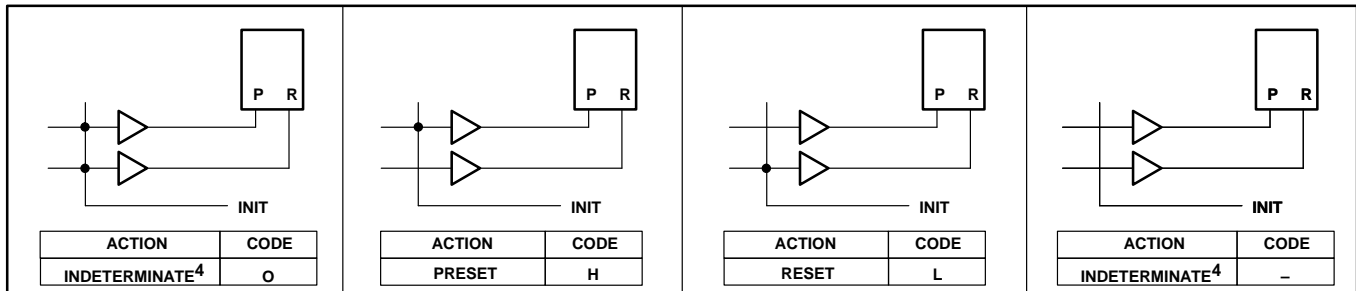 P R
INIT
ACTION CODE
INDETERMINATE4 O
P R
INIT
ACTION CODE
PRESET H
P R
INIT
ACTION CODE
RESET L
P R
INIT
ACTION CODE
INDETERMINATE4 –